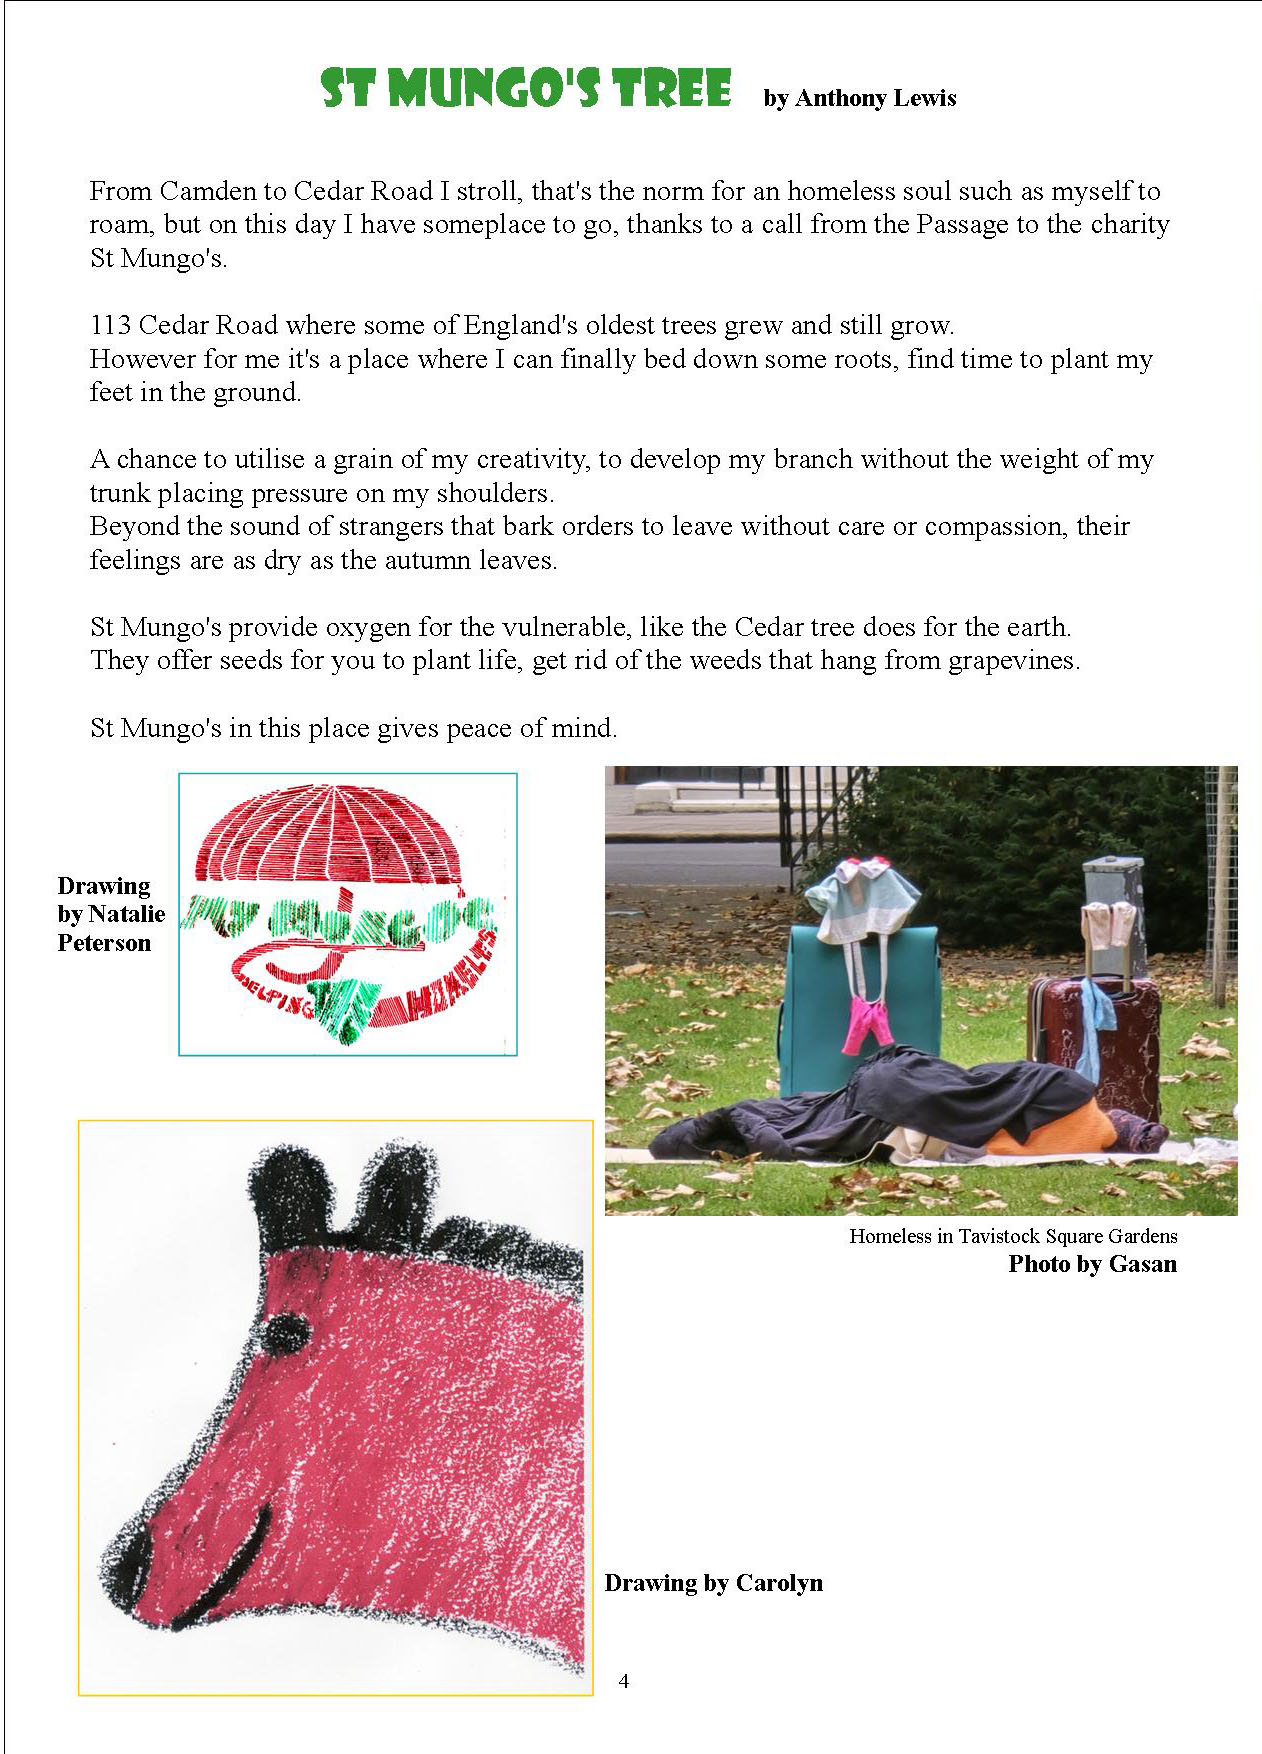 ST MUNGO'S TREE by Anthony Lewis
From Camden to Cedar Road I stroll, that's the norm for an homeless soul such as myself to
roam, but on this day I have someplace to go, thanks to a call from the Passage to the charity
St Mungo's.
113 Cedar Road where some of England's oldest trees grew and still grow.
However for me it's a place where I can finally bed down some roots, find time to plant my
feet in the ground.
A chance to utilise a grain of my creativity, to develop my branch without the weight of my
trunk placing pressure on my shoulders.
Beyond the sound of strangers that bark orders to leave without care or compassion, their
feelings are as dry as the autumn leaves.
St Mungo's provide oxygen for the vulnerable, like the Cedar tree does for the earth.
They offer seeds for you to plant life, get rid of the weeds that hang from grapevines.
St Mungo's in this place gives peace of mind.
Drawing
by Natalie
Peterson
HELPING THE HOMELES
Homeless in Tavistock Square Gardens
Photo by Gasan
Drawing by Carolyn
4